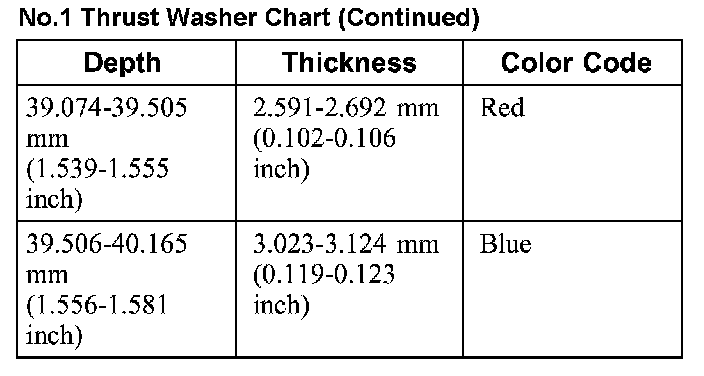 No.1 Thrust Washer Chart (Continued)
Depth Thickness Color Code
39.074-39.505 2.591-2.692 mm Red
mm (0.102-0.106
(1.539-1.555 inch)
inch)
39.506-40.165 3.023-3.124 mm Blue
mm (0.119-0.123
(1.556-1.581 inch)
inch)